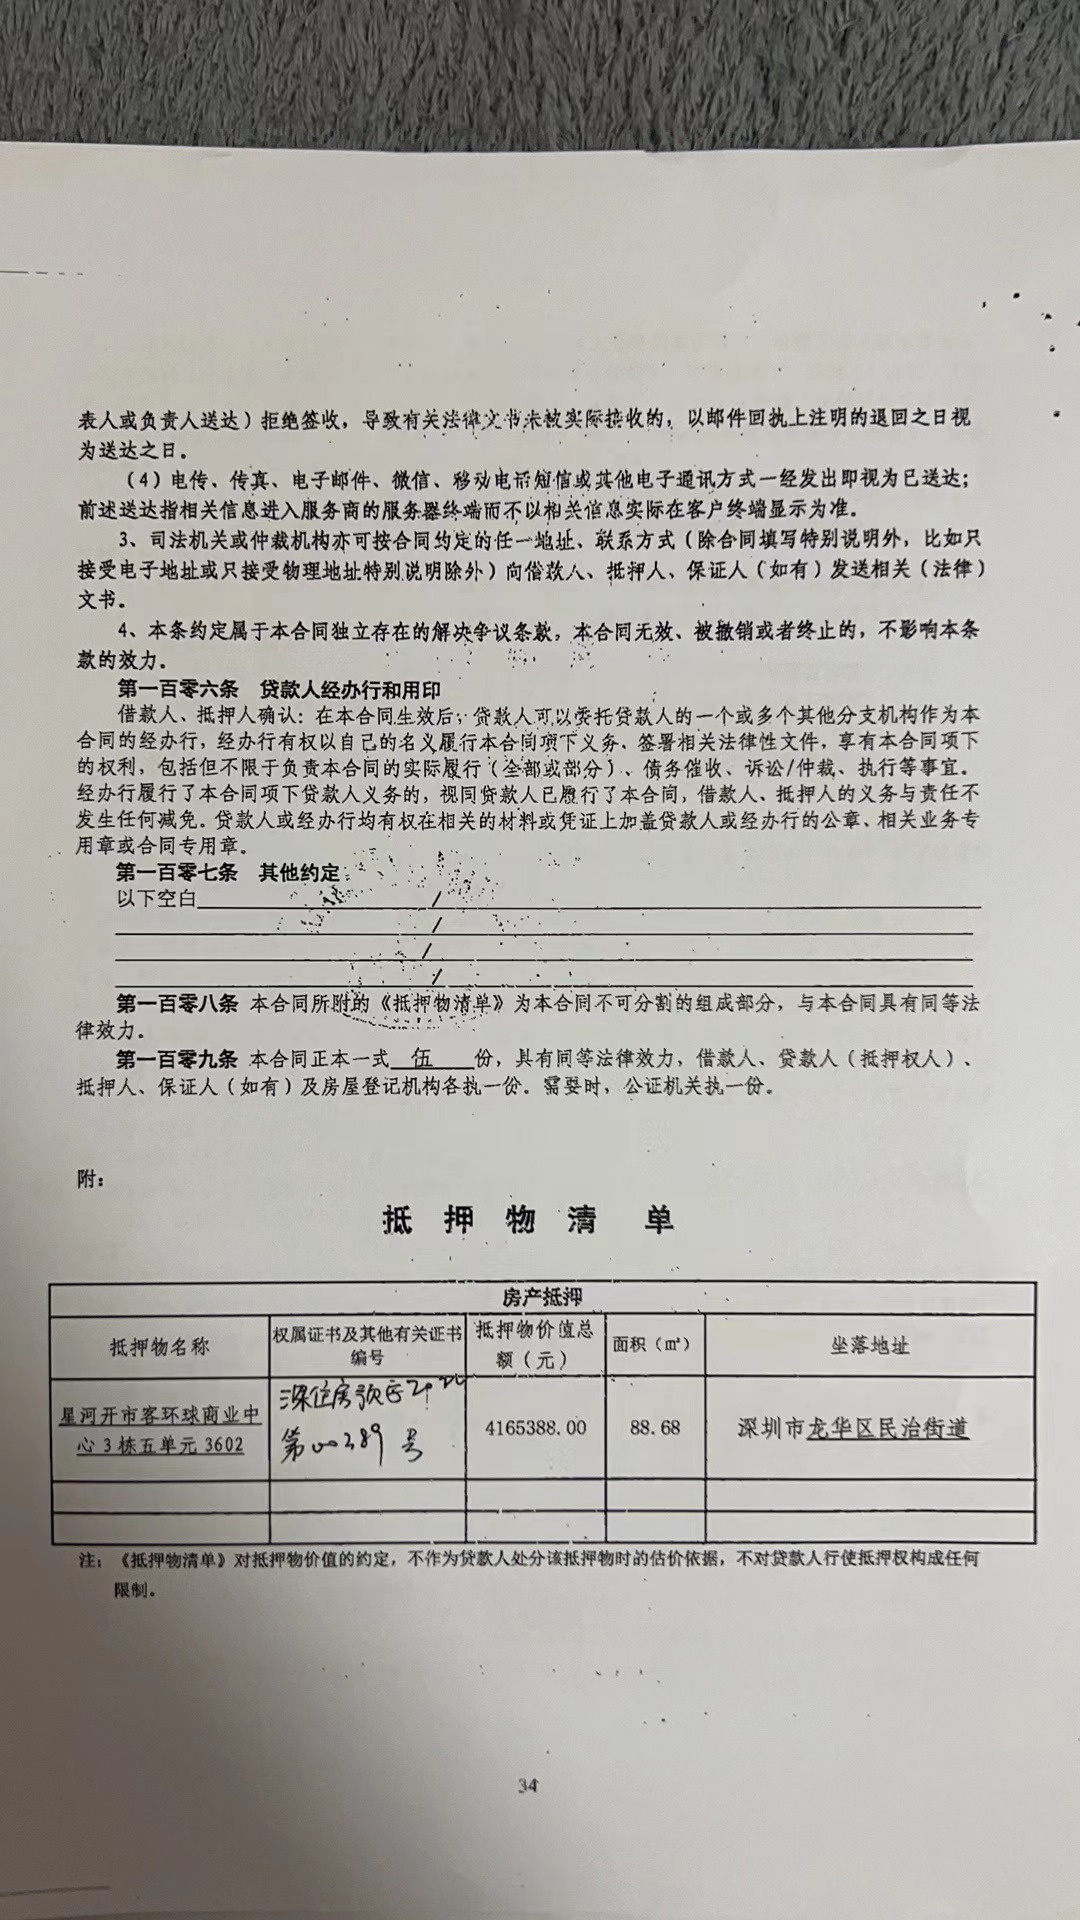 表人或负责人送达）拒绝签收，导致有关法律文书未被实际接收的，以邮件回执上注明的退回之日视
为送达之日。
（4）电传、传真、电子邮件、微信、移动电话短信或其他电子通讯方式一经发出即视为已送达；
前述送达指相关信息进入服务商的服务器终端而不以相关信息实际在客户终端显示为准。
3、司法机关或仲裁机构亦可按合同约定的任一地址、联系方式（除合同填写特别说明外，比如只
接受电子地址或只接受物理地址特别说明除外）向借款人、抵押人、保证人（如有）发送相关（法律）
文书。
4、本条约定属于本合同独立存在的解决争议条款，本合同无效、被撤销或者终止的，不影响本条
款的效力。
第一百零六条 贷款人经办行和用印
借款人、抵押人确认：在本合同生效后，贷款人可以委托贷款人的一个或多个其他分支机构作为本
合同的经办行，经办行有权以自己的名义履行本合同项下义务、签署相关法律性文件，享有本合同项下
的权利，包括但不限于负责本合同的实际履行（全部或部分）、债务催收、诉讼/仲裁、执行等事宜。
经办行履行了本合同项下贷款人义务的，视同贷款人已履行了本合同，借款人、抵押人的义务与责任不
发生任何减免。贷款人或经办行均有权在相关的材料或凭证上加盖贷款人或经办行的公章、相关业务专
用章或合同专用章。
第一百零七条 其他约定
以下空白 /
/
/
/
第一百零八条 本合同所附的《抵押物清单》为本合同不可分割的组成部分，与本合同具有同等法
律效力。
第一百零九条 本合同正本一式 伍 份，具有同等法律效力，借款人、贷款人（抵押权人）、
抵押人、保证人（如有）及房屋登记机构各执一份。需要时，公证机关执一份。
附：
抵 押 物 清 单
房产抵押
抵押物名称 权属证书及其他有关证书编号 抵押物价值总额（元） 面积（㎡） 坐落地址
星河开市客环球商业中
心 3 栋五单元 3602
第00289 号
4165388.00 88.68 深圳市龙华区民治街道
注：《抵押物清单》对抵押物价值的约定，不作为贷款人处分该抵押物时的估价依据，不对贷款人行使抵押权构成任何
限制。
34